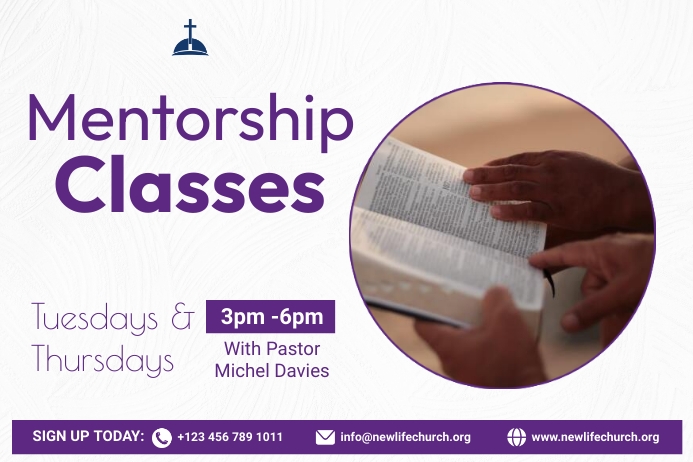 Mentorship
Classes
Tuesdays &
Thursdays
3pm -6pm
With Pastor
Michel Davies
SIGN UP TODAY: +123 456 789 1011 info@newlifechurch.org www.newlifechurch.org